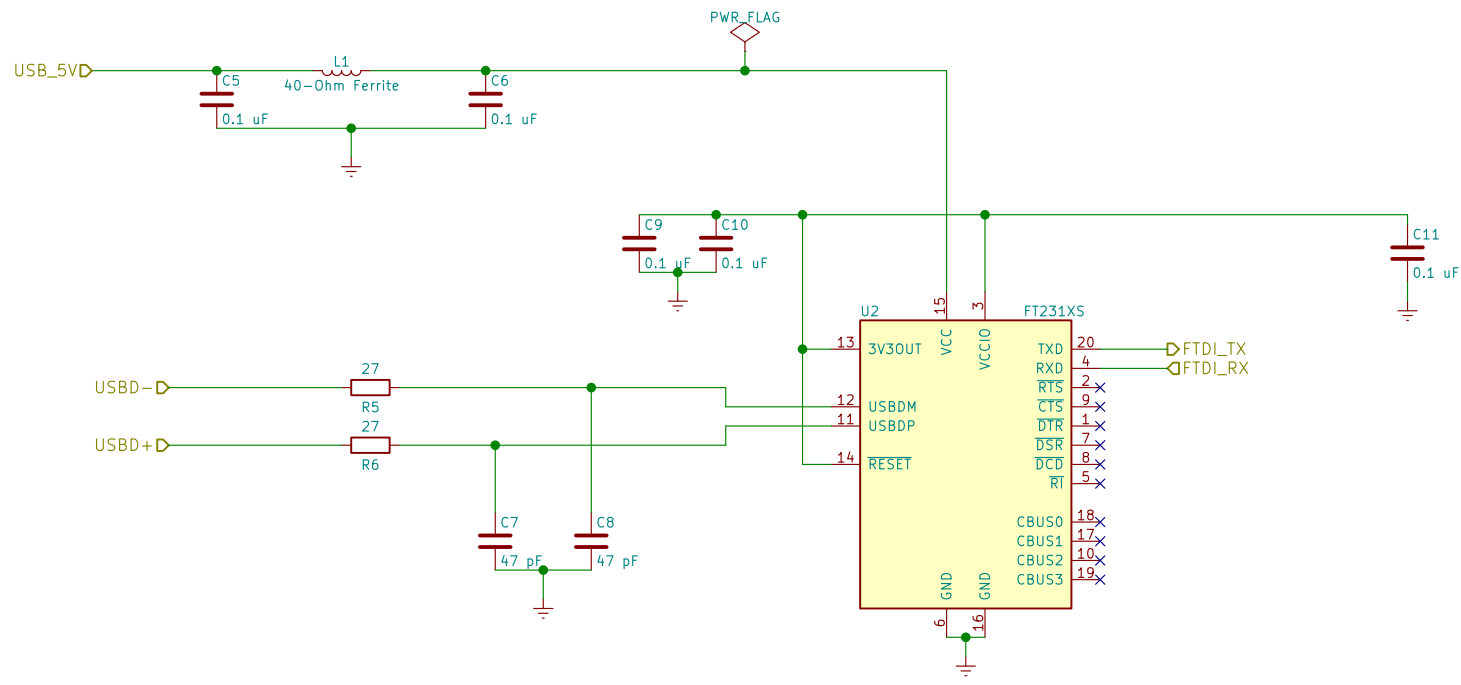 PWR_FLAG
USB_5V
L1
40-Ohm Ferrite
C5
0.1 uF
C6
0.1 uF
C9
0.1 uF
C10
0.1 uF
C11
0.1 uF
U2
FT231XS
15
VCC
3
VCCIO
13
3V3OUT
12
USBDM
11
USBDP
14
RESET
TXD
20
FTDI_TX
RXD
4
FTDI_RX
RTS
2
CTS
9
DTR
1
DSR
7
DCD
8
RI
5
CBUS0
18
CBUS1
17
CBUS2
10
CBUS3
19
GND
6
GND
16
USBD-
27
R5
USBD+
27
R6
C7
47 pF
C8
47 pF